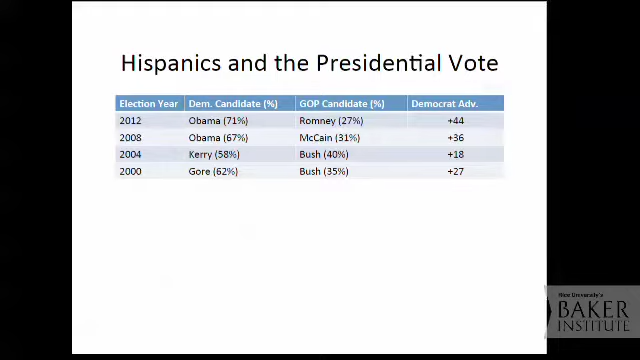 Hispanics and the Presidential Vote
Election Year Dem. Candidate (%) GOP Candidate (%) Democrat Adv.
2012 Obama (71%) Romney (27%) +44
2008 Obama (67%) McCain (31%) +36
2004 Kerry (58%) Bush (40%) +18
2000 Gore (62%) Bush (35%) +27
Rice University's
BAKER
INSTITUTE